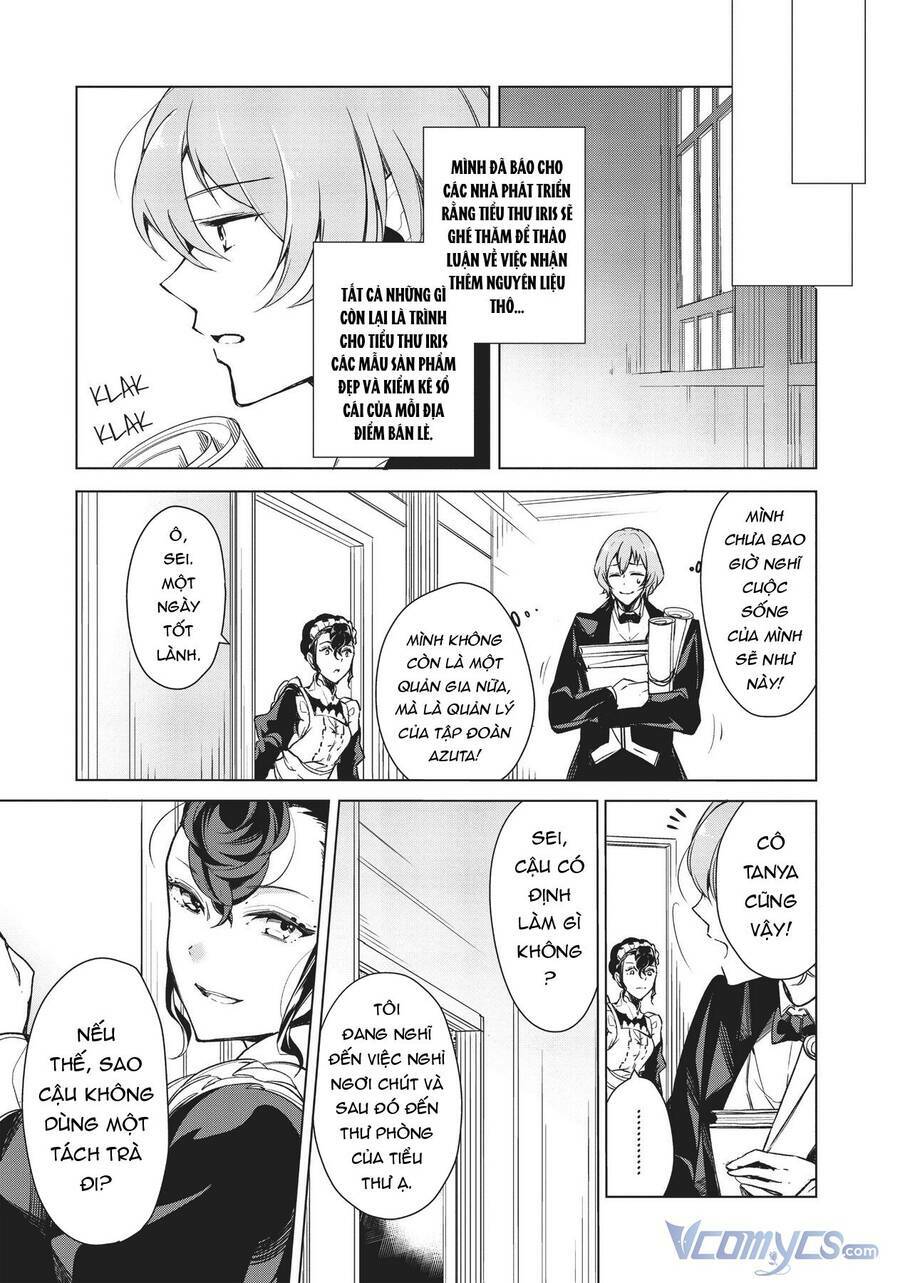 MÌNH ĐÃ BÁO CHO
CÁC NHÀ PHÁT TRIỂN
RẰNG TIỂU THƯ IRIS SẼ
GHÉ THĂM ĐỂ THẢO
LUẬN VỀ VIỆC NHẬN
THÊM NGUYÊN LIỆU
THÔ...
TẤT CẢ NHỮNG GÌ
CÒN LẠI LÀ TRÌNH
CHO TIỂU THƯ IRIS
CÁC MẪU SẢN PHẨM
ĐẸP VÀ KIỂM KÊ SỔ
CÁI CỦA MỖI ĐỊA
ĐIỂM BÁN LẺ.
KLAK
KLAK
MÌNH
CHƯA BAO
GIỜ NGHĨ
CUỘC
SỐNG
CỦA MÌNH
SẼ NHƯ
NÀY!
MÌNH KHÔNG
CÒN LÀ MỘT
QUẢN GIA NỮA,
MÀ LÀ QUẢN LÝ
CỦA TẬP ĐOÀN
AZUTA!
Ô,
SEI.
MỘT
NGÀY
TỐT
LÀNH.
CÔ
TANYA
CŨNG
VẬY!
..........
SEI,
CẬU CÓ
ĐỊNH
LÀM GÌ
KHÔNG
?
TÔI
ĐANG NGHĨ
ĐẾN VIỆC NGHỈ
NGƠI CHÚT VÀ
SAU ĐÓ ĐẾN
THƯ PHÒNG
CỦA TIỂU
THƯ Ạ.
NẾU
THẾ, SAO
CẬU KHÔNG
DÙNG MỘT
TÁCH TRÀ
ĐI?
VCOMYCS.com